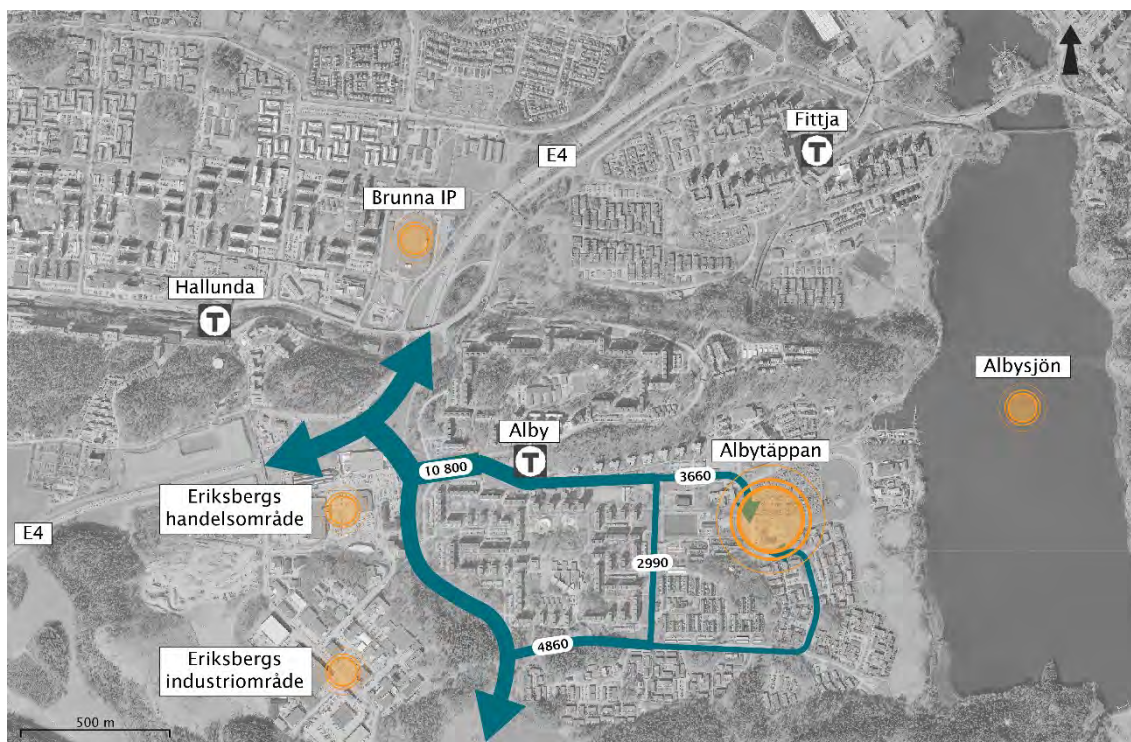 Fittja
T
E4
Brunna IP
Hallunda
T
Albysjön
Alby
T
Albytäppan
10 800
3660
Eriksbergs
handelsområde
E4
2990
4860
Eriksbergs
industriområde
500 m